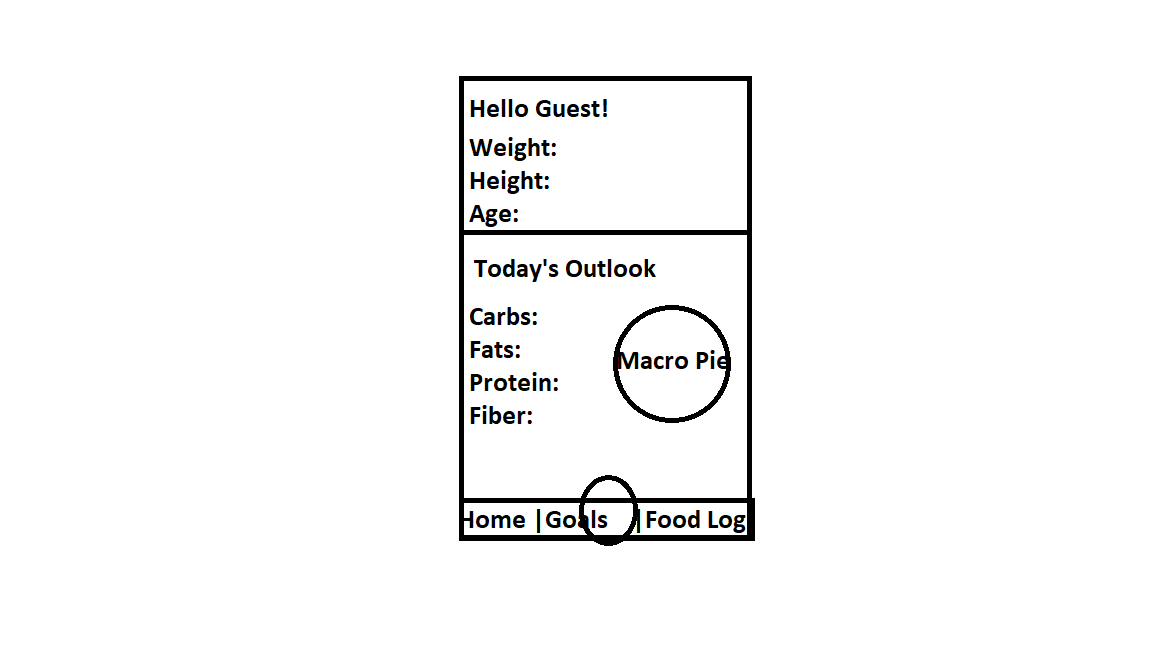 Hello Guest!
Weight:
Height:
Age:
Today's Outlook
Carbs:
Fats:
Protein:
Fiber:
Macro Pie
Home |Goals |Food Log